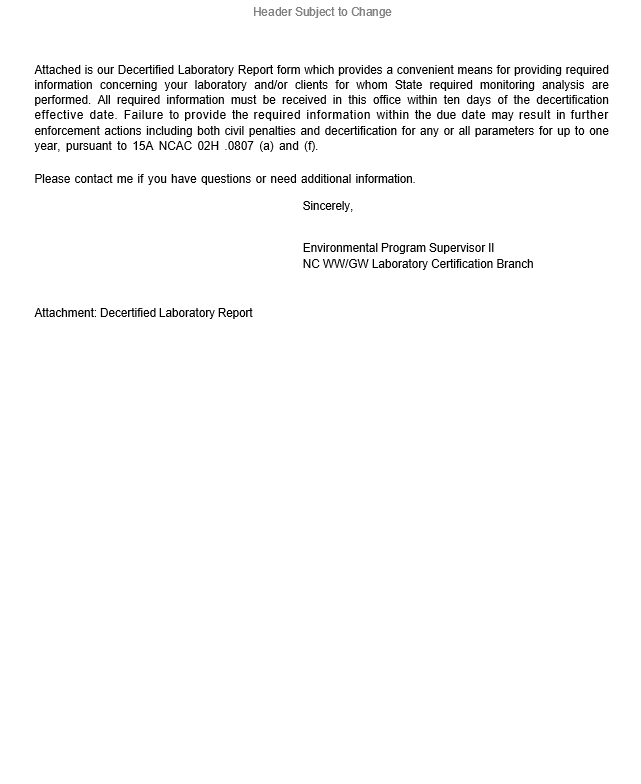 Header Subject to Change
Attached is our Decertified Laboratory Report form which provides a convenient means for providing required
information concerning your laboratory and/or clients for whom State required monitoring analysis are
performed. All required information must be received in this office within ten days of the decertification
effective date. Failure to provide the required information within the due date may result in further
enforcement actions including both civil penalties and decertification for any or all parameters for up to one
year, pursuant to 15A NCAC 02H .0807 (a) and (f).
Please contact me if you have questions or need additional information.
Sincerely,
Environmental Program Supervisor II
NC WW/GW Laboratory Certification Branch
Attachment: Decertified Laboratory Report